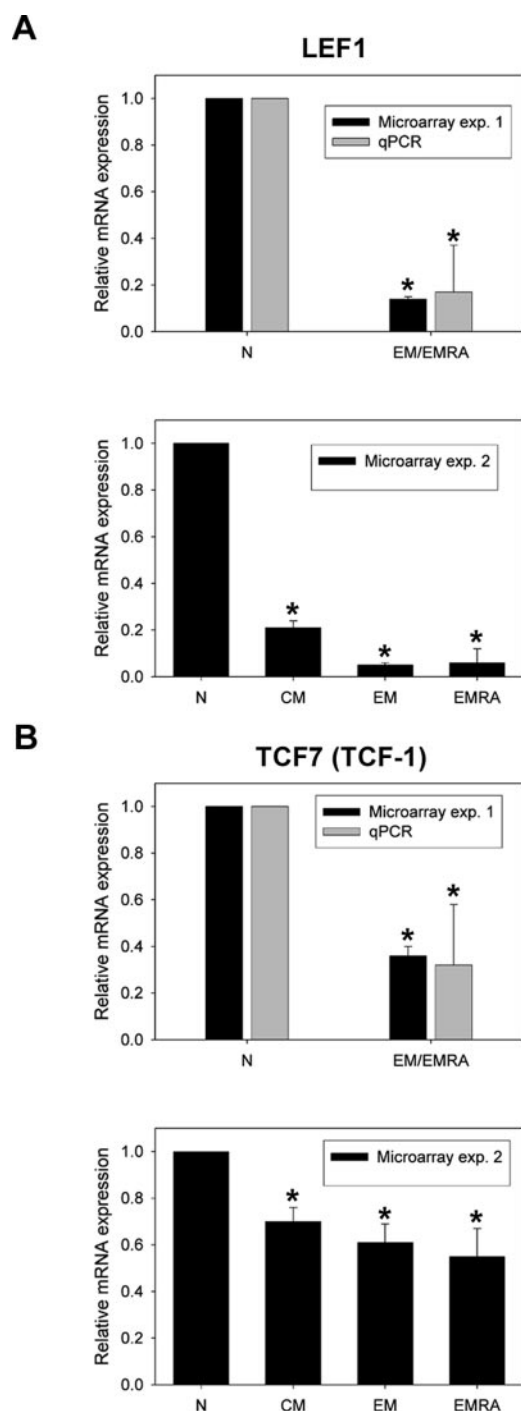 A
LEF1
Relative mRNA expression
1.0
0.8
0.6
0.4
0.2
0.0
Microarray exp. 1
qPCR
*
*
N
EM/EMRA
Relative mRNA expression
1.0
0.8
0.6
0.4
0.2
0.0
Microarray exp. 2
*
*
*
N
CM
EM
EMRA
B
TCF7 (TCF-1)
Relative mRNA expression
1.0
0.8
0.6
0.4
0.2
0.0
Microarray exp. 1
qPCR
*
*
N
EM/EMRA
Relative mRNA expression
1.0
0.8
0.6
0.4
0.2
0.0
Microarray exp. 2
*
*
*
N
CM
EM
EMRA